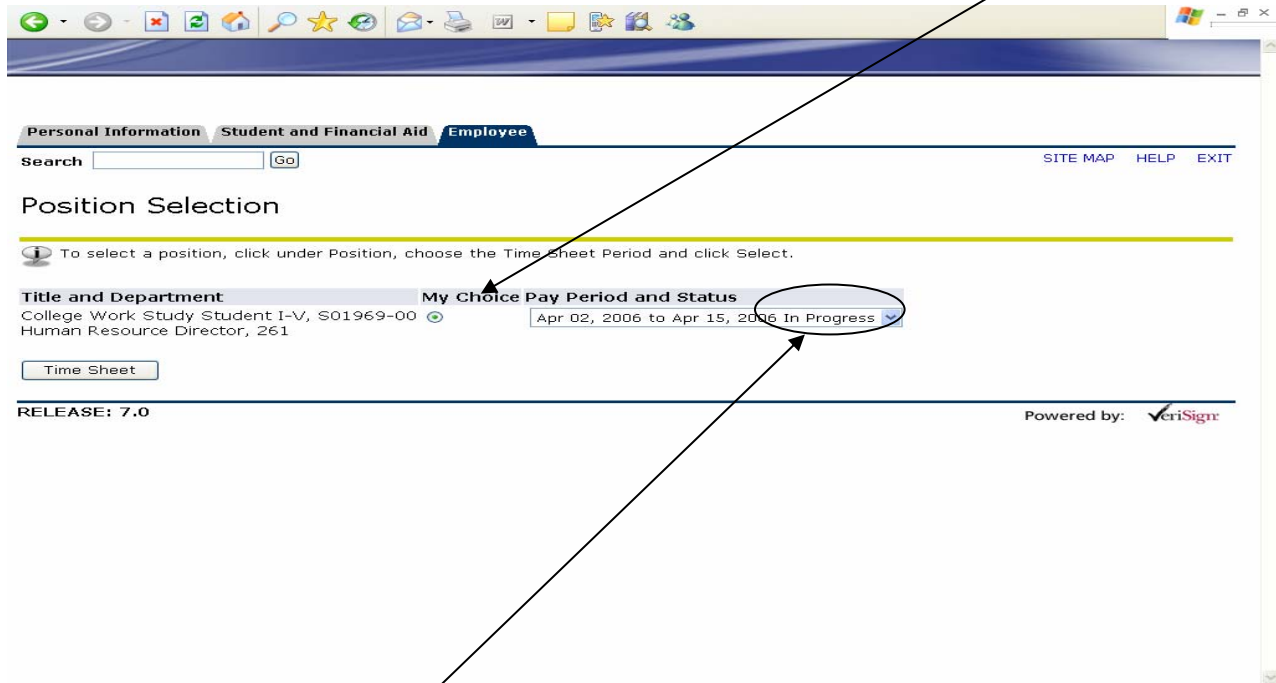 Personal Information Student and Financial Aid Employee
Search Go SITE MAP HELP EXIT
Position Selection
To select a position, click under Position, choose the Time Sheet Period and click Select.
Title and Department My Choice Pay Period and Status
College Work Study Student I-V, S01969-00 Apr 02, 2006 to Apr 15, 2006 In Progress
Human Resource Director, 261
Time Sheet
RELEASE: 7.0 Powered by: VeriSign